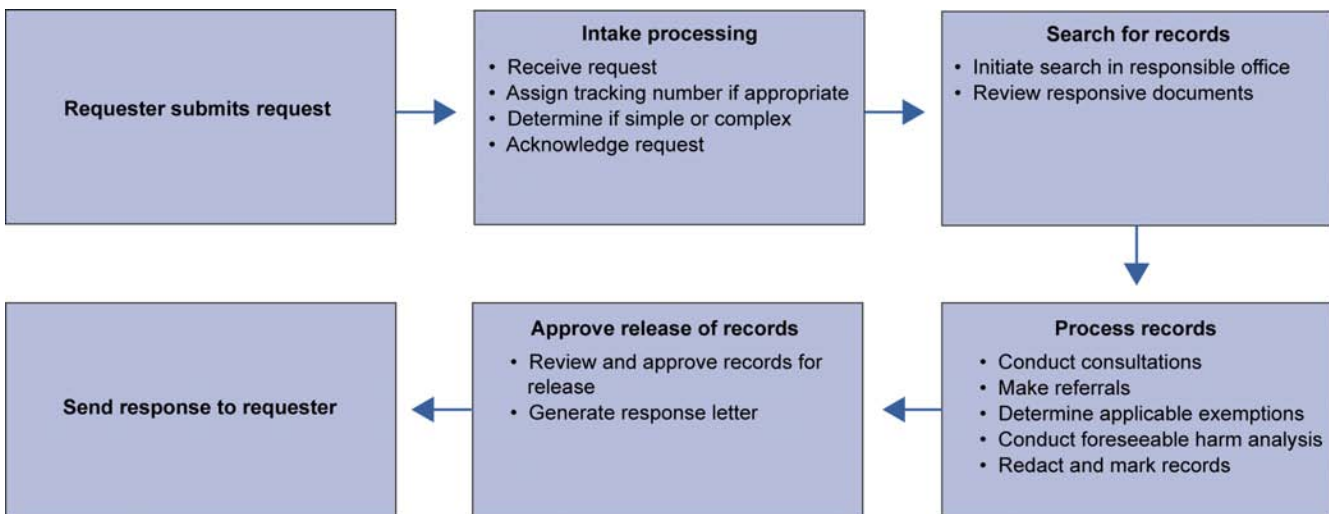 Requester submits request
Intake processing
• Receive request
• Assign tracking number if appropriate
• Determine if simple or complex
• Acknowledge request
Search for records
• Initiate search in responsible office
• Review responsive documents
Process records
• Conduct consultations
• Make referrals
• Determine applicable exemptions
• Conduct foreseeable harm analysis
• Redact and mark records
Approve release of records
• Review and approve records for
release
• Generate response letter
Send response to requester